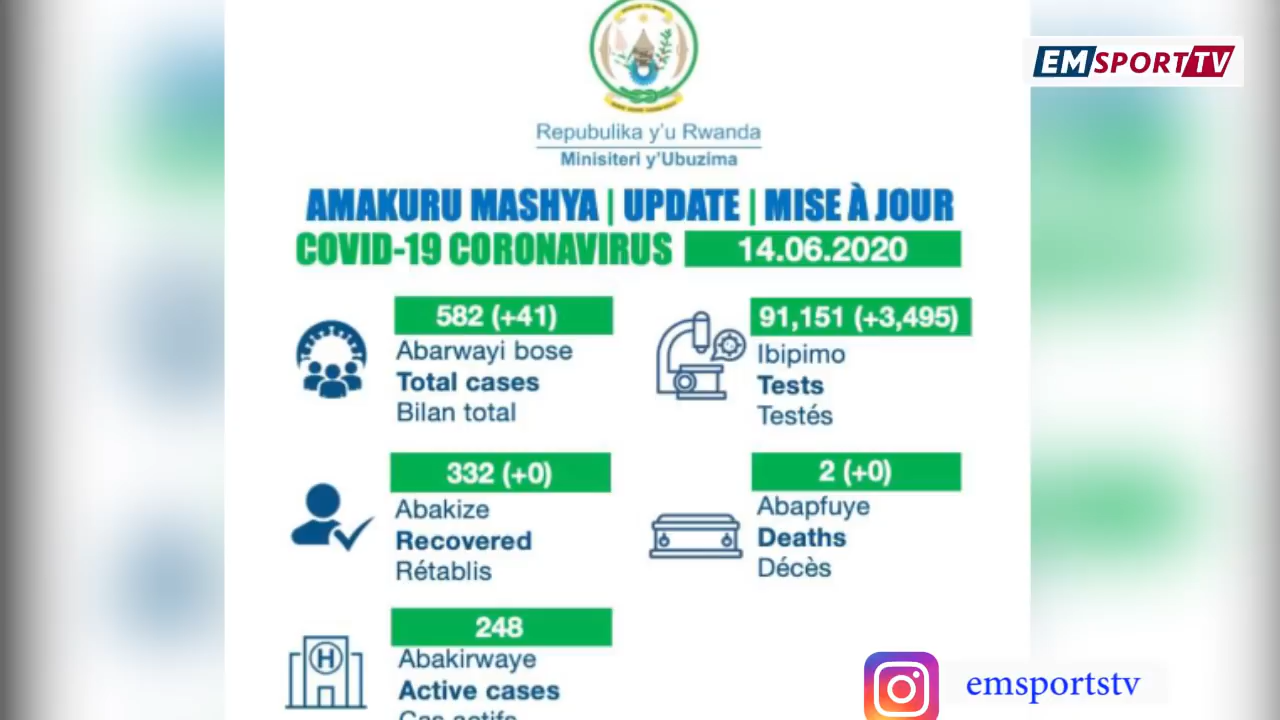 EMSPORTTV
Repubulika y'u Rwanda
Minisiteri y'Ubuzima
AMAKURU MASHYA | UPDATE | MISE À JOUR
COVID-19 CORONAVIRUS 14.06.2020
582 (+41)
Abarwayi bose
Total cases
Bilan total
91,151 (+3,495)
Ibipimo
Tests
Testés
332 (+0)
Abakize
Recovered
Rétablis
2 (+0)
Abapfuye
Deaths
Décès
H
248
Abakirwaye
Active cases
Cas actifs
emsportstv